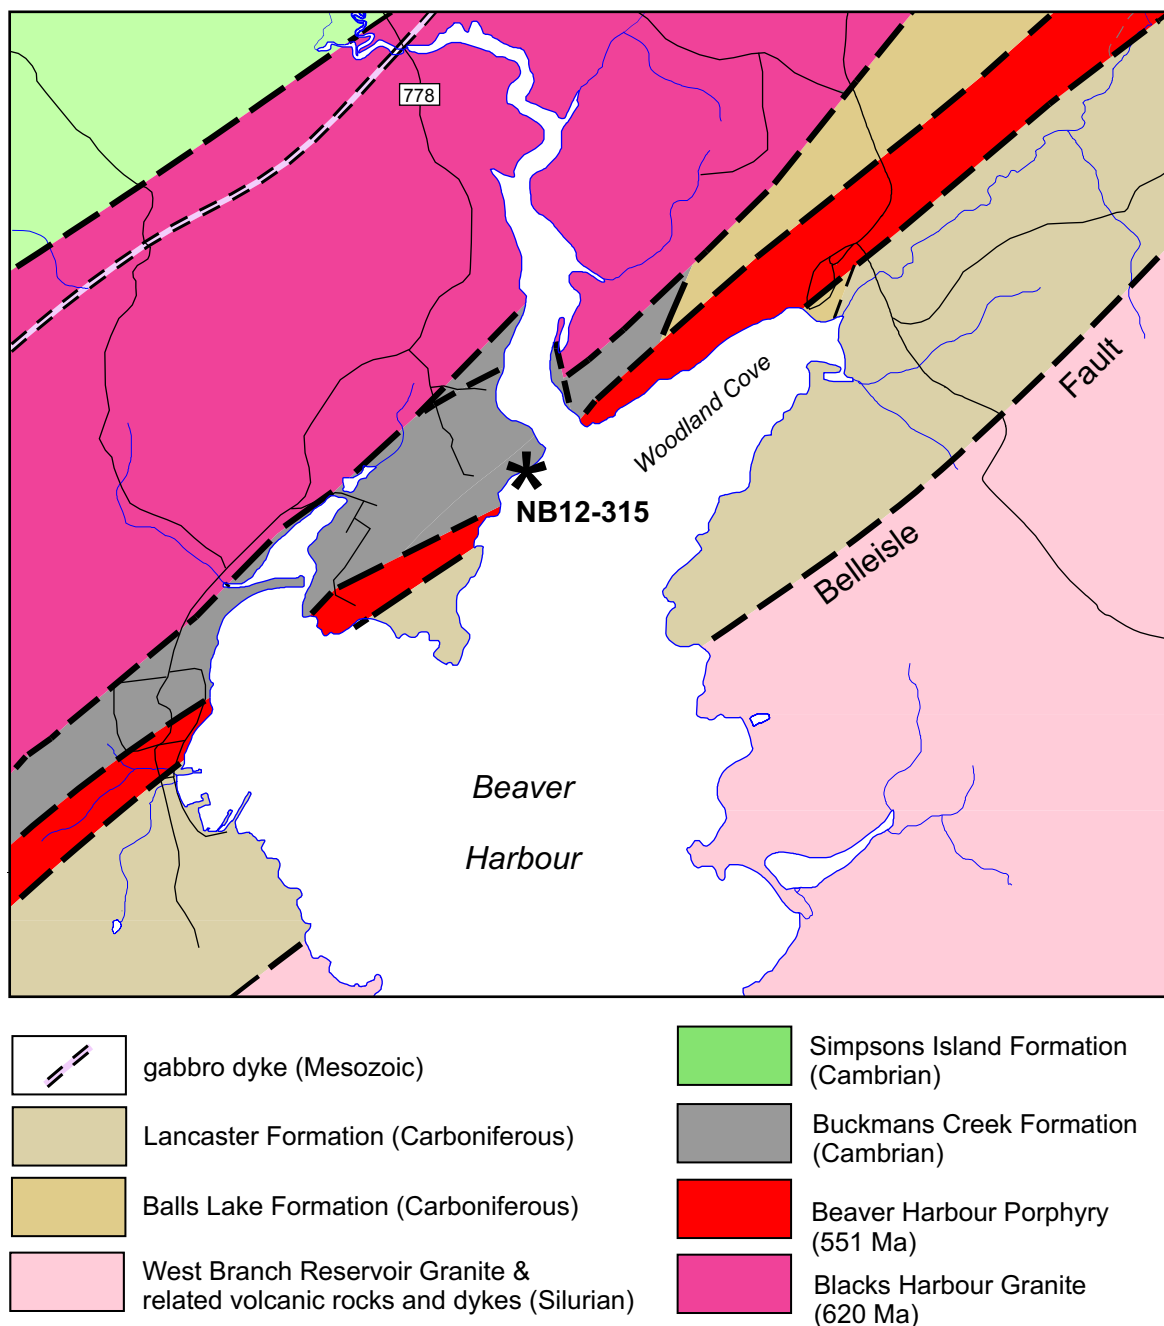 778
Woodland Cove
Fault
NB12-315
Belleisle
Beaver
Harbour
gabbro dyke (Mesozoic)
Lancaster Formation (Carboniferous)
Balls Lake Formation (Carboniferous)
West Branch Reservoir Granite &
related volcanic rocks and dykes (Silurian)
Simpsons Island Formation
(Cambrian)
Buckmans Creek Formation
(Cambrian)
Beaver Harbour Porphyry
(551 Ma)
Blacks Harbour Granite
(620 Ma)